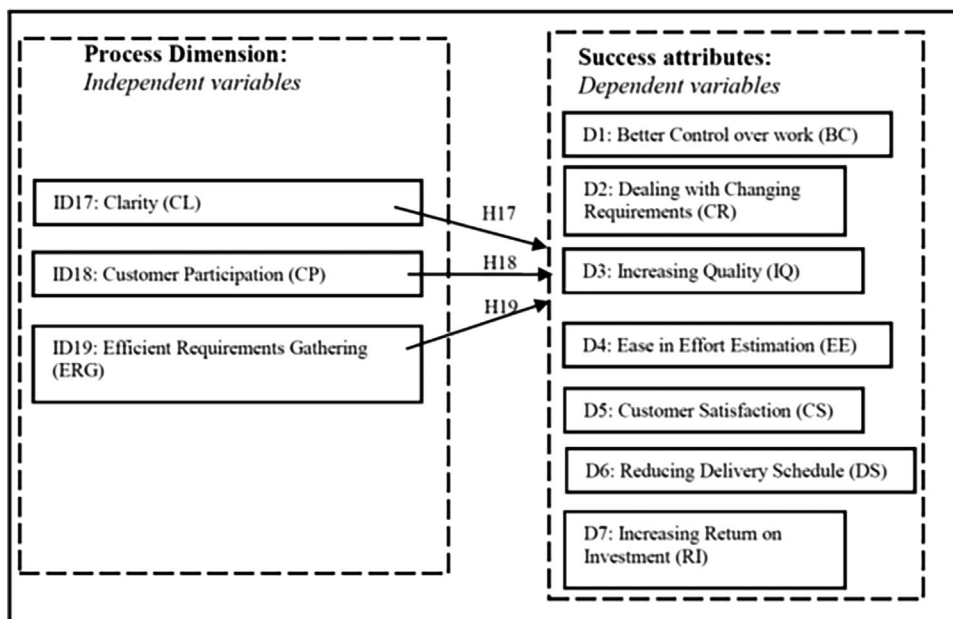 Process Dimension:
Independent variables
ID17: Clarity (CL)
ID18: Customer Participation (CP)
ID19: Efficient Requirements Gathering
(ERG)
H17
H18
H19
Success attributes:
Dependent variables
D1: Better Control over work (BC)
D2: Dealing with Changing
Requirements (CR)
D3: Increasing Quality (IQ)
D4: Ease in Effort Estimation (EE)
D5: Customer Satisfaction (CS)
D6: Reducing Delivery Schedule (DS)
D7: Increasing Return on
Investment (RI)